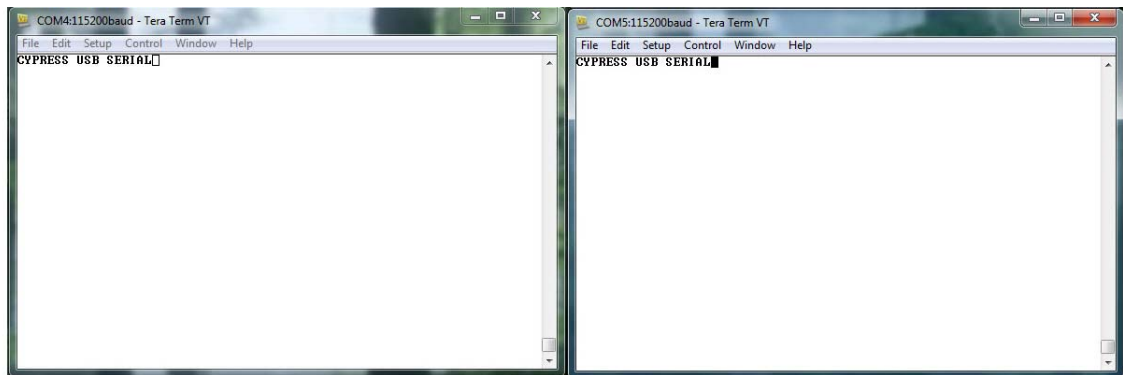 COM4:115200baud - Tera Term VT
File Edit Setup Control Window Help
CYPRESS USB SERIAL
COM5:115200baud - Tera Term VT
File Edit Setup Control Window Help
CYPRESS USB SERIAL